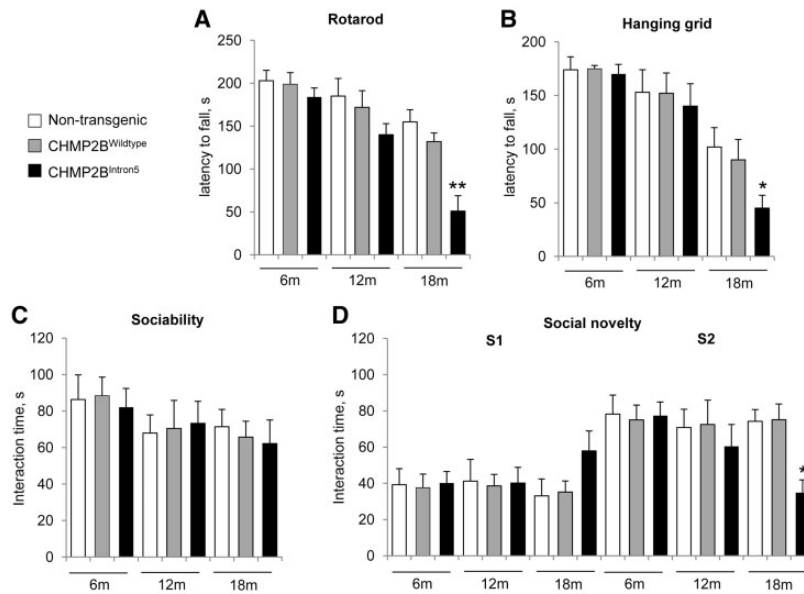 A
Rotarod
B
Hanging grid
Non-transgenic
CHMP2BWildtype
CHMP2BIntron5
latency to fall, s
250
200
150
100
50
0
**
6m
12m
18m
latency to fall, s
200
150
100
50
0
*
6m
12m
18m
C
Sociability
Interaction time, s
120
100
80
60
40
20
0
6m
12m
18m
D
Social novelty
S1
S2
Interaction time, s
120
100
80
60
40
20
0
*
6m
12m
18m
6m
12m
18m